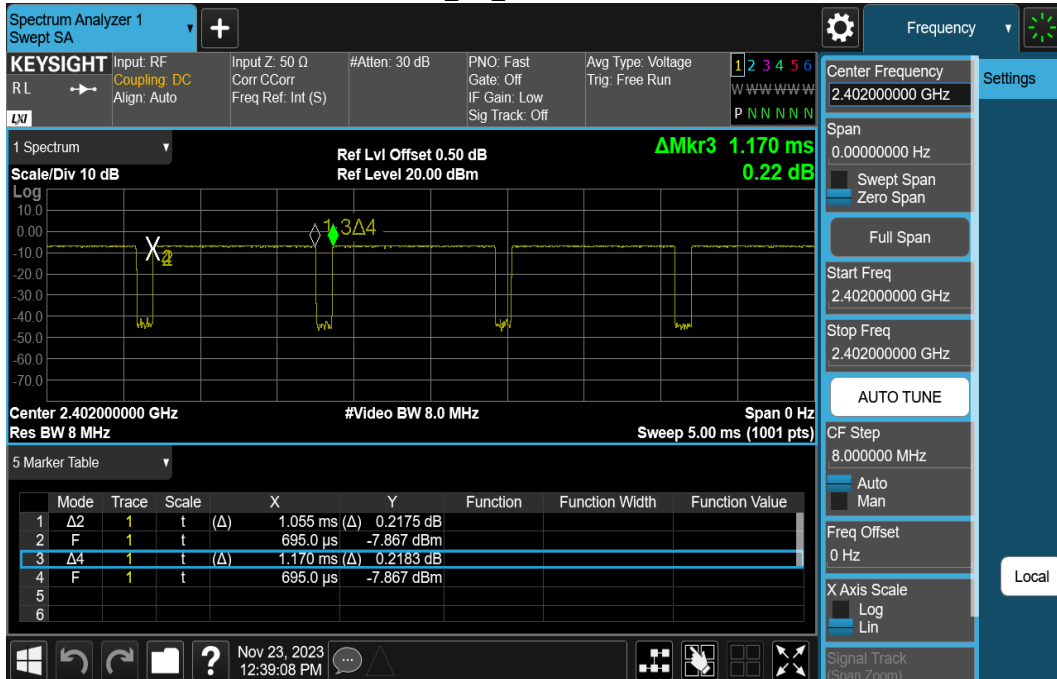 Spectrum Analyzer 1
Swept SA
Frequency
KEYSIGHT
RL
LXI
Input: RF
Coupling: DC
Align: Auto
Input Z: 50 Ω
Corr CCorr
Freq Ref: Int (S)
#Atten: 30 dB
PNO: Fast
Gate: Off
IF Gain: Low
Sig Track: Off
Avg Type: Voltage
Trig: Free Run
1 2 3 4 5 6
W W W W W W
P N N N N N
1 Spectrum
Scale/Div 10 dB
Ref Lvl Offset 0.50 dB
Ref Level 20.00 dBm
ΔMkr3 1.170 ms
0.22 dB
Log
10.0
0.00
-10.0
-20.0
-30.0
-40.0
-50.0
-60.0
-70.0
3Δ4
Center 2.402000000 GHz
#Video BW 8.0 MHz
Span 0 Hz
Res BW 8 MHz
Sweep 5.00 ms (1001 pts)
5 Marker Table
Mode Trace Scale X Y Function Function Width Function Value
1 Δ2 1 t (Δ) 1.055 ms (Δ) 0.2175 dB
2 F 1 t 695.0 µs -7.867 dBm
3 Δ4 1 t (Δ) 1.170 ms (Δ) 0.2183 dB
4 F 1 t 695.0 µs -7.867 dBm
5
6
Nov 23, 2023
12:39:08 PM
Center Frequency
2.402000000 GHz
Settings
Span
0.00000000 Hz
Swept Span
Zero Span
Full Span
Start Freq
2.402000000 GHz
Stop Freq
2.402000000 GHz
AUTO TUNE
CF Step
8.000000 MHz
Auto
Man
Freq Offset
0 Hz
Local
X Axis Scale
Log
Lin
Signal Track
(Span Zoom)